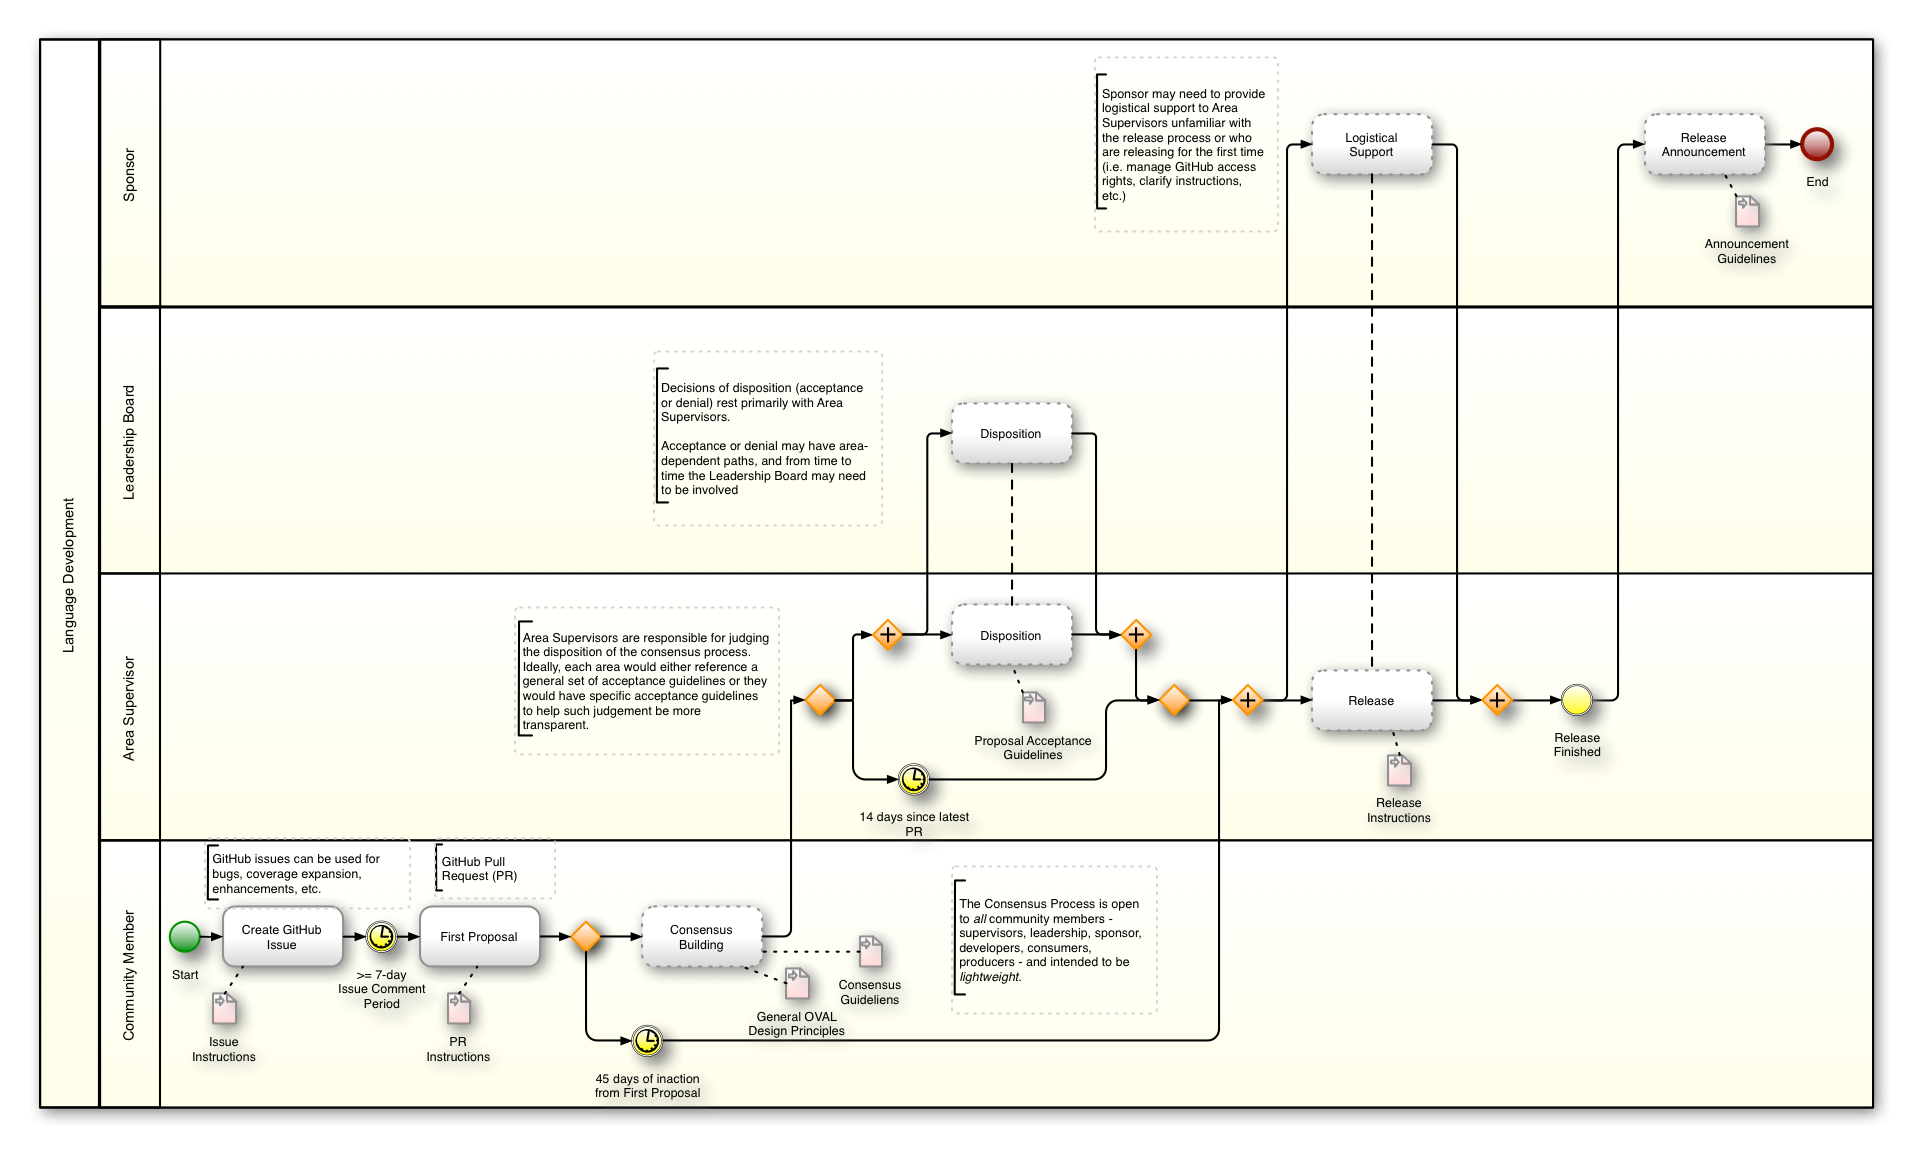 Language Development
Sponsor
Sponsor may need to provide
logistical support to Area
Supervisors unfamiliar with
the release process or who
are releasing for the first time
(i.e. manage GitHub access
rights, clarify instructions,
etc.)
Logistical
Support
Release
Announcement
End
Announcement
Guidelines
Leadership Board
Decisions of disposition (acceptance
or denial) rest primarily with Area
Supervisors.
Acceptance or denial may have area-
dependent paths, and from time to
time the Leadership Board may need
to be involved
Disposition
Area Supervisor
Area Supervisors are responsible for judging
the disposition of the consensus process.
Ideally, each area would either reference a
general set of acceptance guidelines or they
would have specific acceptance guidelines
to help such judgement be more
transparent.
Disposition
Proposal Acceptance
Guidelines
14 days since latest
PR
Release
Release
Instructions
Release
Finished
Community Member
GitHub issues can be used for
bugs, coverage expansion,
enhancements, etc.
GitHub Pull
Request (PR)
Start
Create GitHub
Issue
>= 7-day
Issue Comment
Period
First Proposal
Issue
Instructions
PR
Instructions
Consensus
Building
Consensus
Guideliens
General OVAL
Design Principles
45 days of inaction
from First Proposal
The Consensus Process is open
to all community members -
supervisors, leadership, sponsor,
developers, consumers,
producers - and intended to be
lightweight.